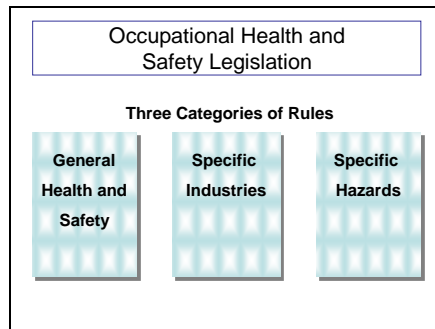 Occupational Health and
Safety Legislation
Three Categories of Rules
General
Health and
Safety
Specific
Industries
Specific
Hazards